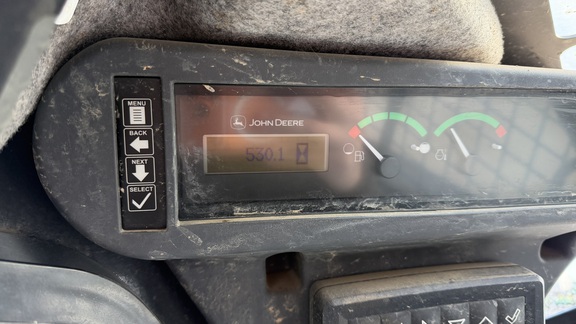 MENU
BACK
NEXT
SELECT
JOHN DEERE
530.1